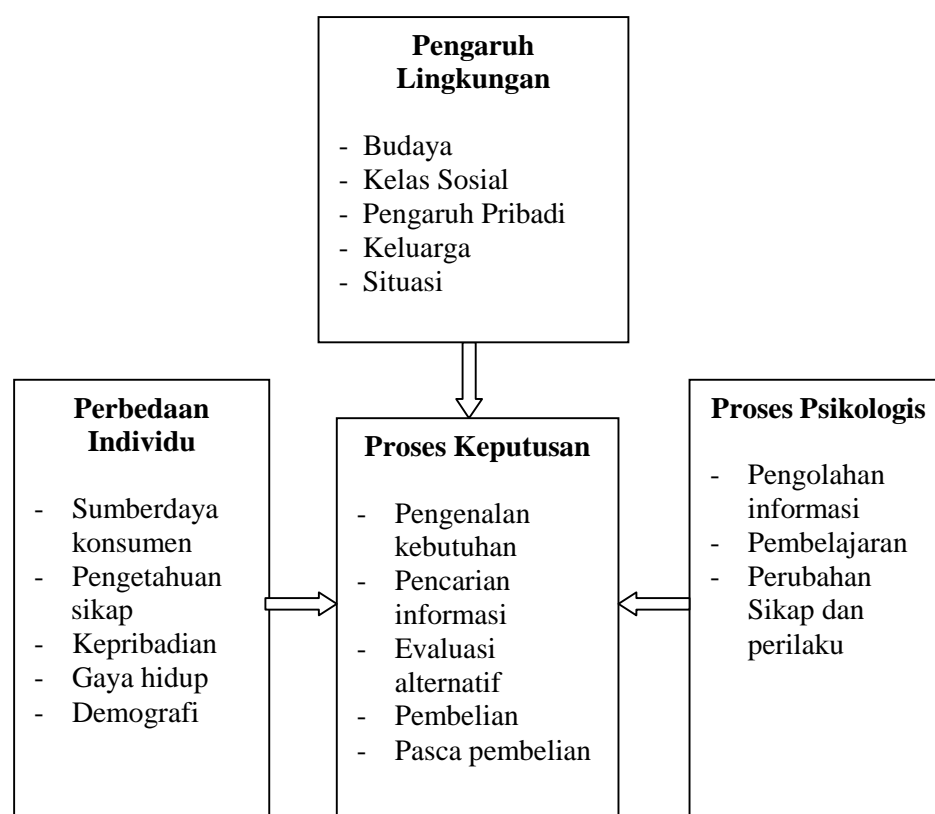 Pengaruh
Lingkungan
- Budaya
- Kelas Sosial
- Pengaruh Pribadi
- Keluarga
- Situasi
Perbedaan
Individu
- Sumberdaya
konsumen
- Pengetahuan
sikap
- Kepribadian
- Gaya hidup
- Demografi
Proses Keputusan
- Pengenalan
kebutuhan
- Pencarian
informasi
- Evaluasi
alternatif
- Pembelian
- Pasca pembelian
Proses Psikologis
- Pengolahan
informasi
- Pembelajaran
- Perubahan
Sikap dan
perilaku